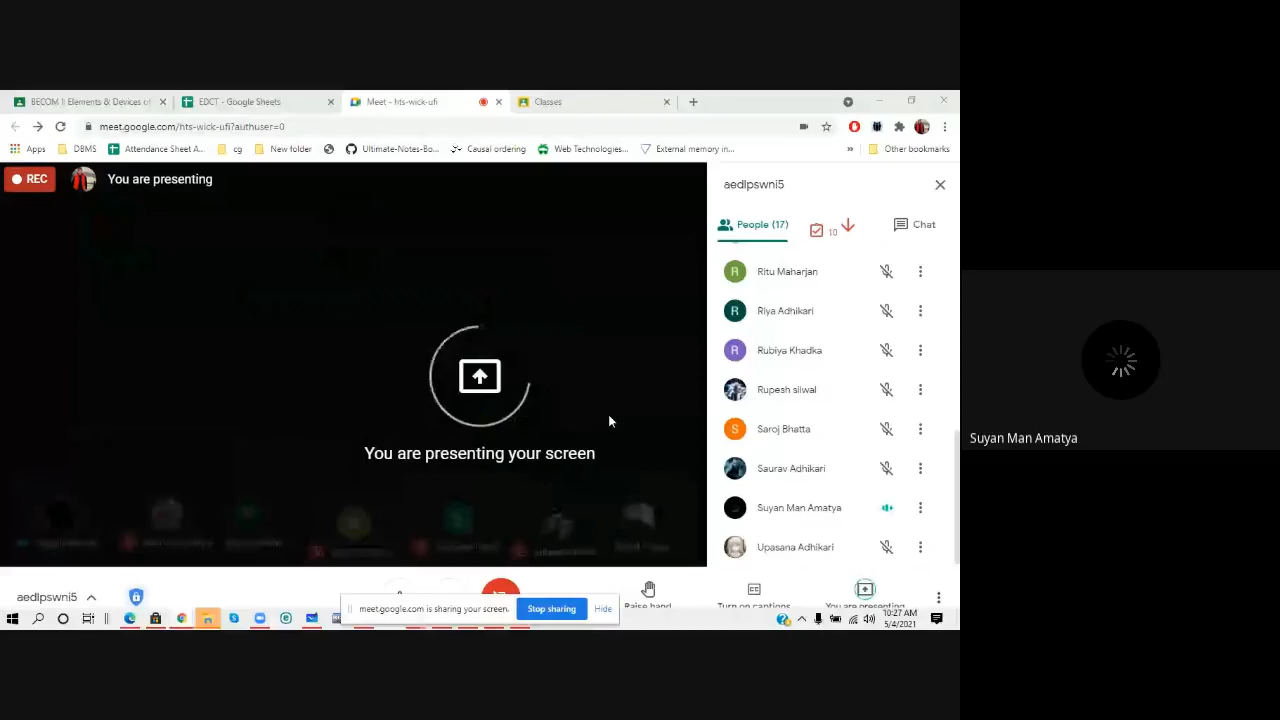 BECOM I: Elements & Devices of
EDCT - Google Sheets
Meet - hts-wick-ufi
Classes
meet.google.com/hts-wick-ufi?authuser=0
Apps
DBMS
Attendance Sheet A...
cg
New folder
Ultimate-Notes-Bo...
Causal ordering
Web Technologies...
External memory in...
»
Other bookmarks
REC
You are presenting
aedlpswni5
People (17)
10
Chat
R
Ritu Maharjan
R
Riya Adhikari
R
Rubiya Khadka
Rupesh silwal
S
Saroj Bhatta
Saurav Adhikari
Suyan Man Amatya
Upasana Adhikari
You are presenting your screen
Suyan Man Amatya
aedlpswni5
Raise hand
Turn on captions
You are presenting
meet.google.com is sharing your screen.
Stop sharing
Hide
10:27 AM
5/4/2021